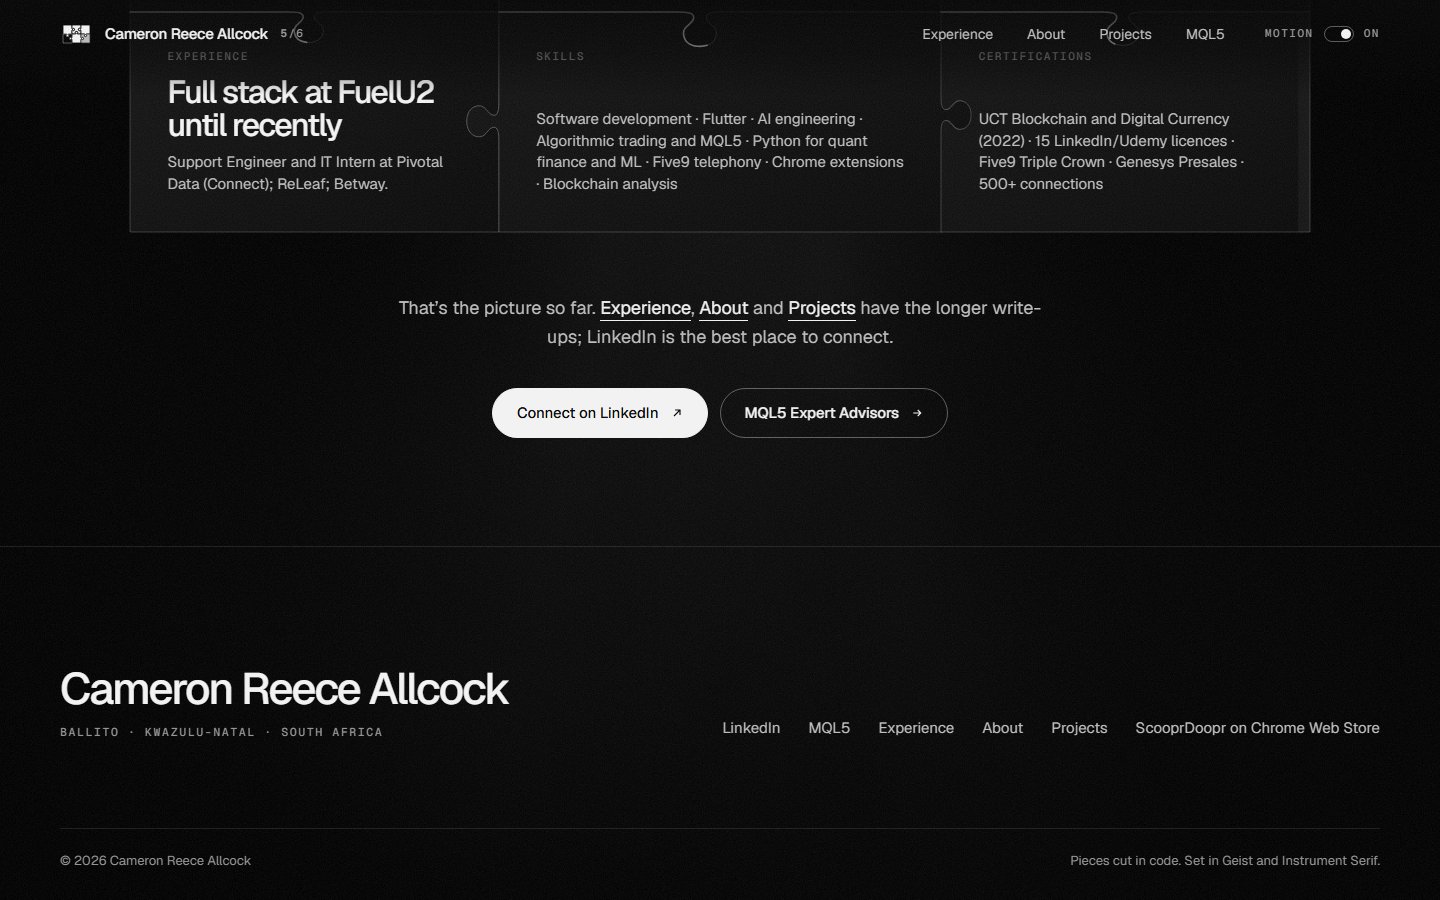 Cameron Reece Allcock 5/6
Experience About Projects MQL5 MOTION ON
EXPERIENCE
Full stack at FuelU2
until recently
Support Engineer and IT Intern at Pivotal
Data (Connect); ReLeaf; Betway.
SKILLS
Software development · Flutter · AI engineering ·
Algorithmic trading and MQL5 · Python for quant
finance and ML · Five9 telephony · Chrome extensions
· Blockchain analysis
CERTIFICATIONS
UCT Blockchain and Digital Currency
(2022) · 15 LinkedIn/Udemy licences ·
Five9 Triple Crown · Genesys Presales ·
500+ connections
That’s the picture so far. Experience, About and Projects have the longer write-
ups; LinkedIn is the best place to connect.
Connect on LinkedIn ↗
MQL5 Expert Advisors →
Cameron Reece Allcock
BALLITO · KWAZULU-NATAL · SOUTH AFRICA
LinkedIn MQL5 Experience About Projects ScooprDoopr on Chrome Web Store
© 2026 Cameron Reece Allcock
Pieces cut in code. Set in Geist and Instrument Serif.